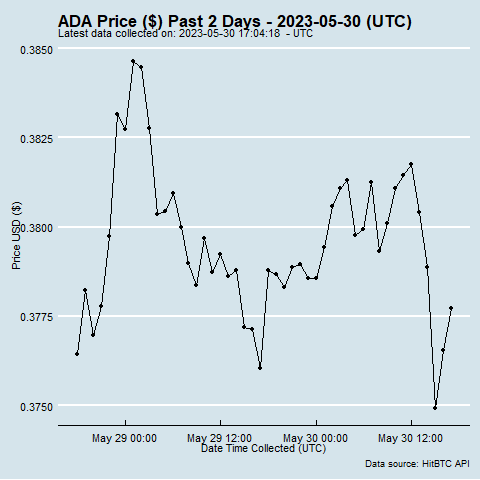 ADA Price ($) Past 2 Days - 2023-05-30 (UTC)
Latest data collected on: 2023-05-30 17:04:18 - UTC
0.3850
0.3825
0.3800
0.3775
0.3750
Price USD ($)
May 29 00:00 May 29 12:00 May 30 00:00 May 30 12:00
Date Time Collected (UTC)
Data source: HitBTC API